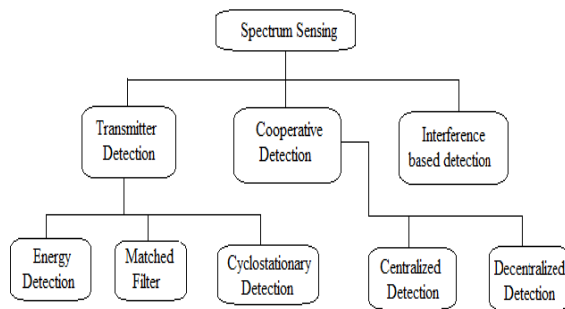 Spectrum Sensing
Transmitter
Detection
Cooperative
Detection
Interference
based detection
Energy
Detection
Matched
Filter
Cyclostationary
Detection
Centralized
Detection
Decentralized
Detection